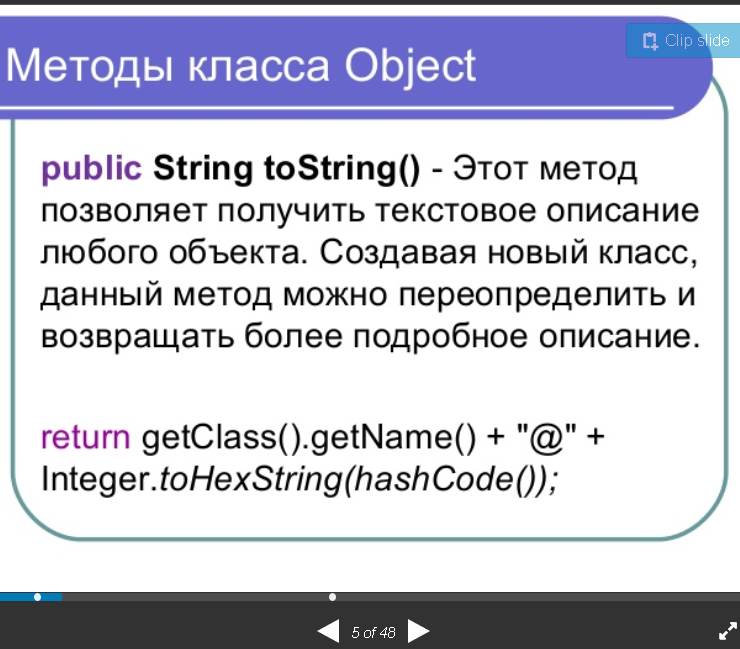 Clip slide
Методы класса Object
public String toString() - Этот метод
позволяет получить текстовое описание
любого объекта. Создавая новый класс,
данный метод можно переопределить и
возвращать более подробное описание.
return getClass().getName() + "@" +
Integer.toHexString(hashCode());
5 of 48